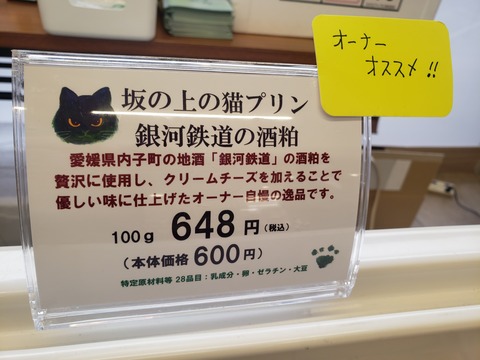 オーナー
オススメ!!
坂の上の猫プリン
銀河鉄道の酒粕
愛媛県内子町の地酒「銀河鉄道」の酒粕を
贅沢に使用し、クリームチーズを加えることで
優しい味に仕上げたオーナー自慢の逸品です。
100g 648円(税込)
(本体価格600円)
特定原材料等 28品目:乳成分・卵・ゼラチン・大豆